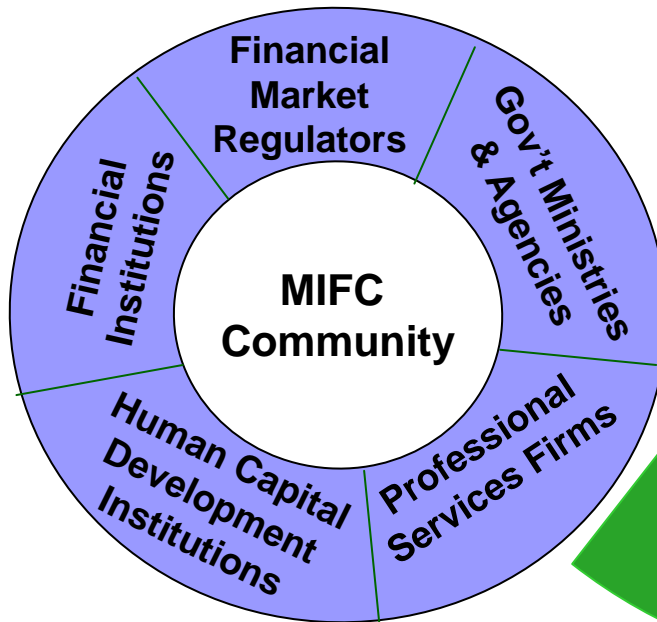 Financial
Market
Regulators
Gov't Ministries
& Agencies
Professional
Services Firms
Human Capital
Development
Institutions
Financial
Institutions
MIFC
Community